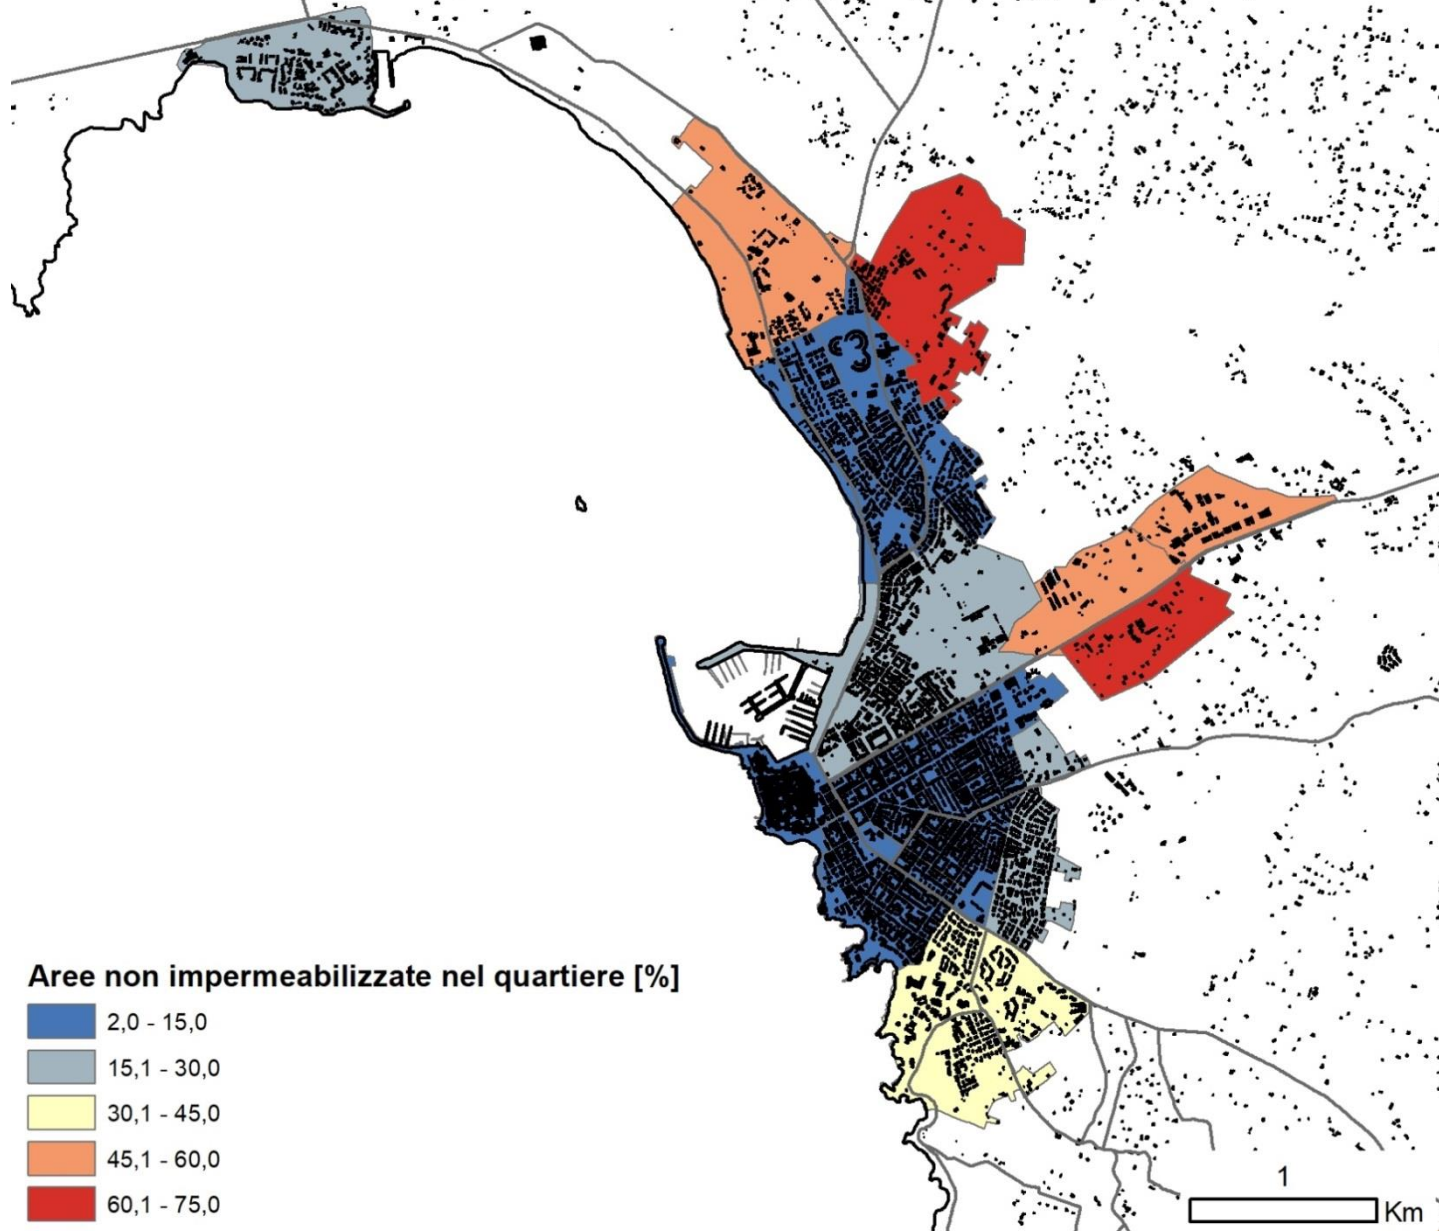 Aree non impermeabilizzate nel quartiere [%]
2,0 - 15,0
15,1 - 30,0
30,1 - 45,0
45,1 - 60,0
60,1 - 75,0
1
Km